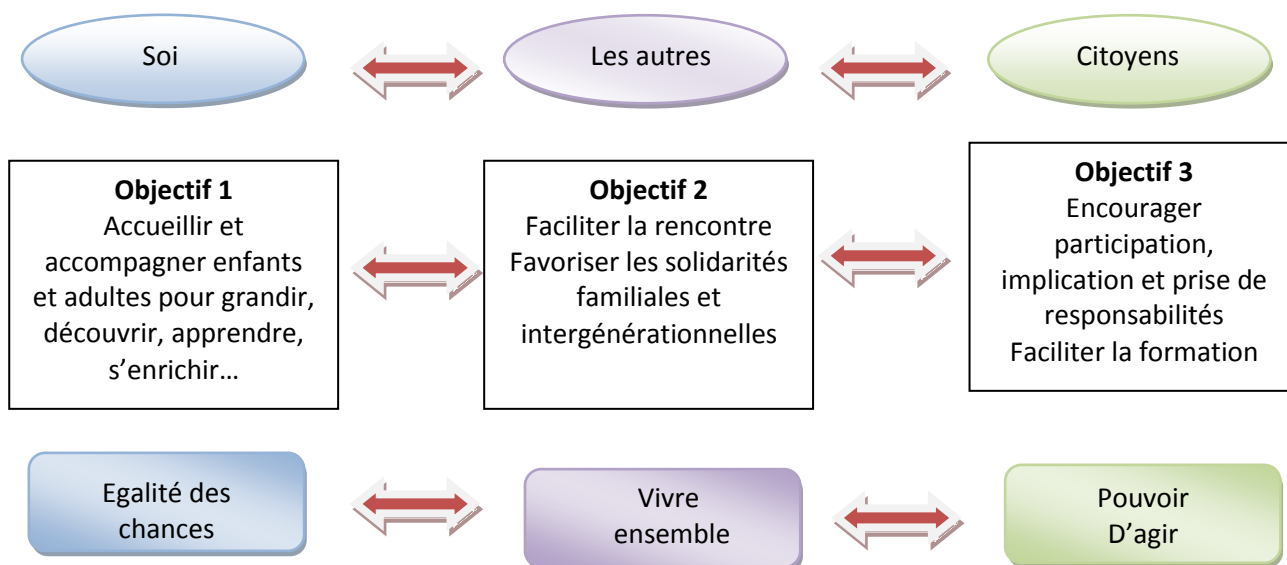 Soi
Les autres
Citoyens
Objectif 1
Accueillir et
accompagner enfants
et adultes pour grandir,
découvrir, apprendre,
s’enrichir…
Objectif 2
Faciliter la rencontre
Favoriser les solidarités
familiales et
intergénérationnelles
Objectif 3
Encourager
participation,
implication et prise de
responsabilités
Faciliter la formation
Egalité des
chances
Vivre
ensemble
Pouvoir
D’agir